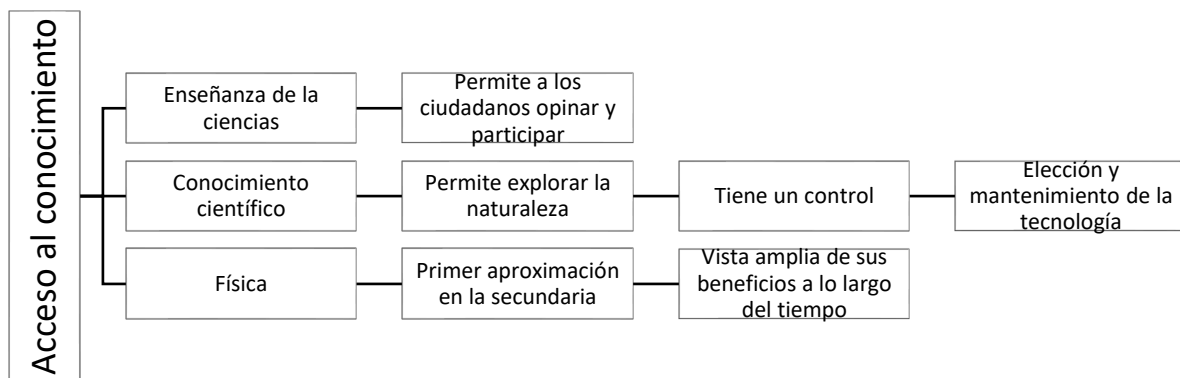 Acceso al conocimiento
Enseñanza de la
ciencias
Permite a los
ciudadanos opinar y
participar
Conocimiento
científico
Permite explorar la
naturaleza
Tiene un control
Elección y
mantenimiento de la
tecnología
Física
Primer aproximación
en la secundaria
Vista amplia de sus
beneficios a lo largo
del tiempo